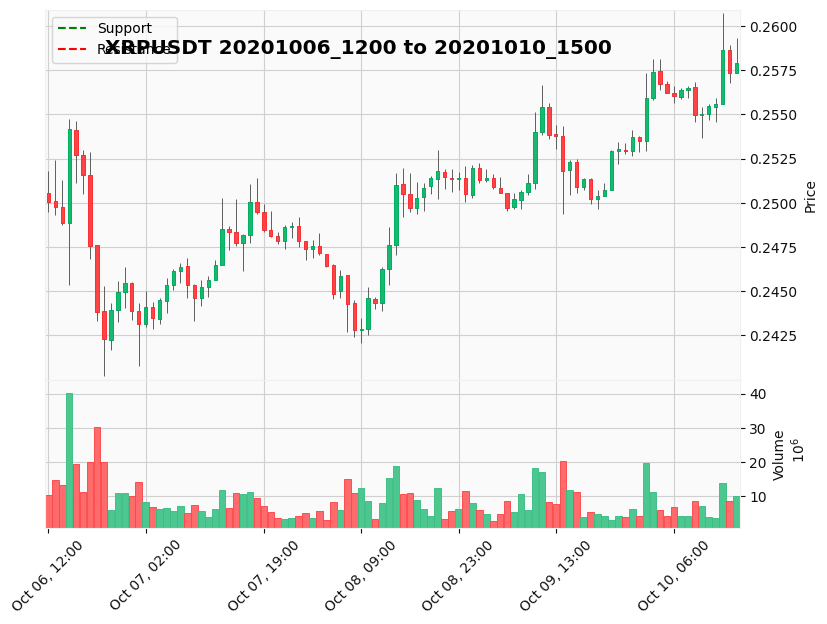 Support
Resistance
XRPUSDT 20201006_1200 to 20201010_1500
0.2600
0.2575
0.2550
0.2525
0.2500
0.2475
0.2450
0.2425
Price
40
30
20
10
Volume
10^6
Oct 06, 12:00
Oct 07, 02:00
Oct 07, 19:00
Oct 08, 09:00
Oct 08, 23:00
Oct 09, 13:00
Oct 10, 06:00